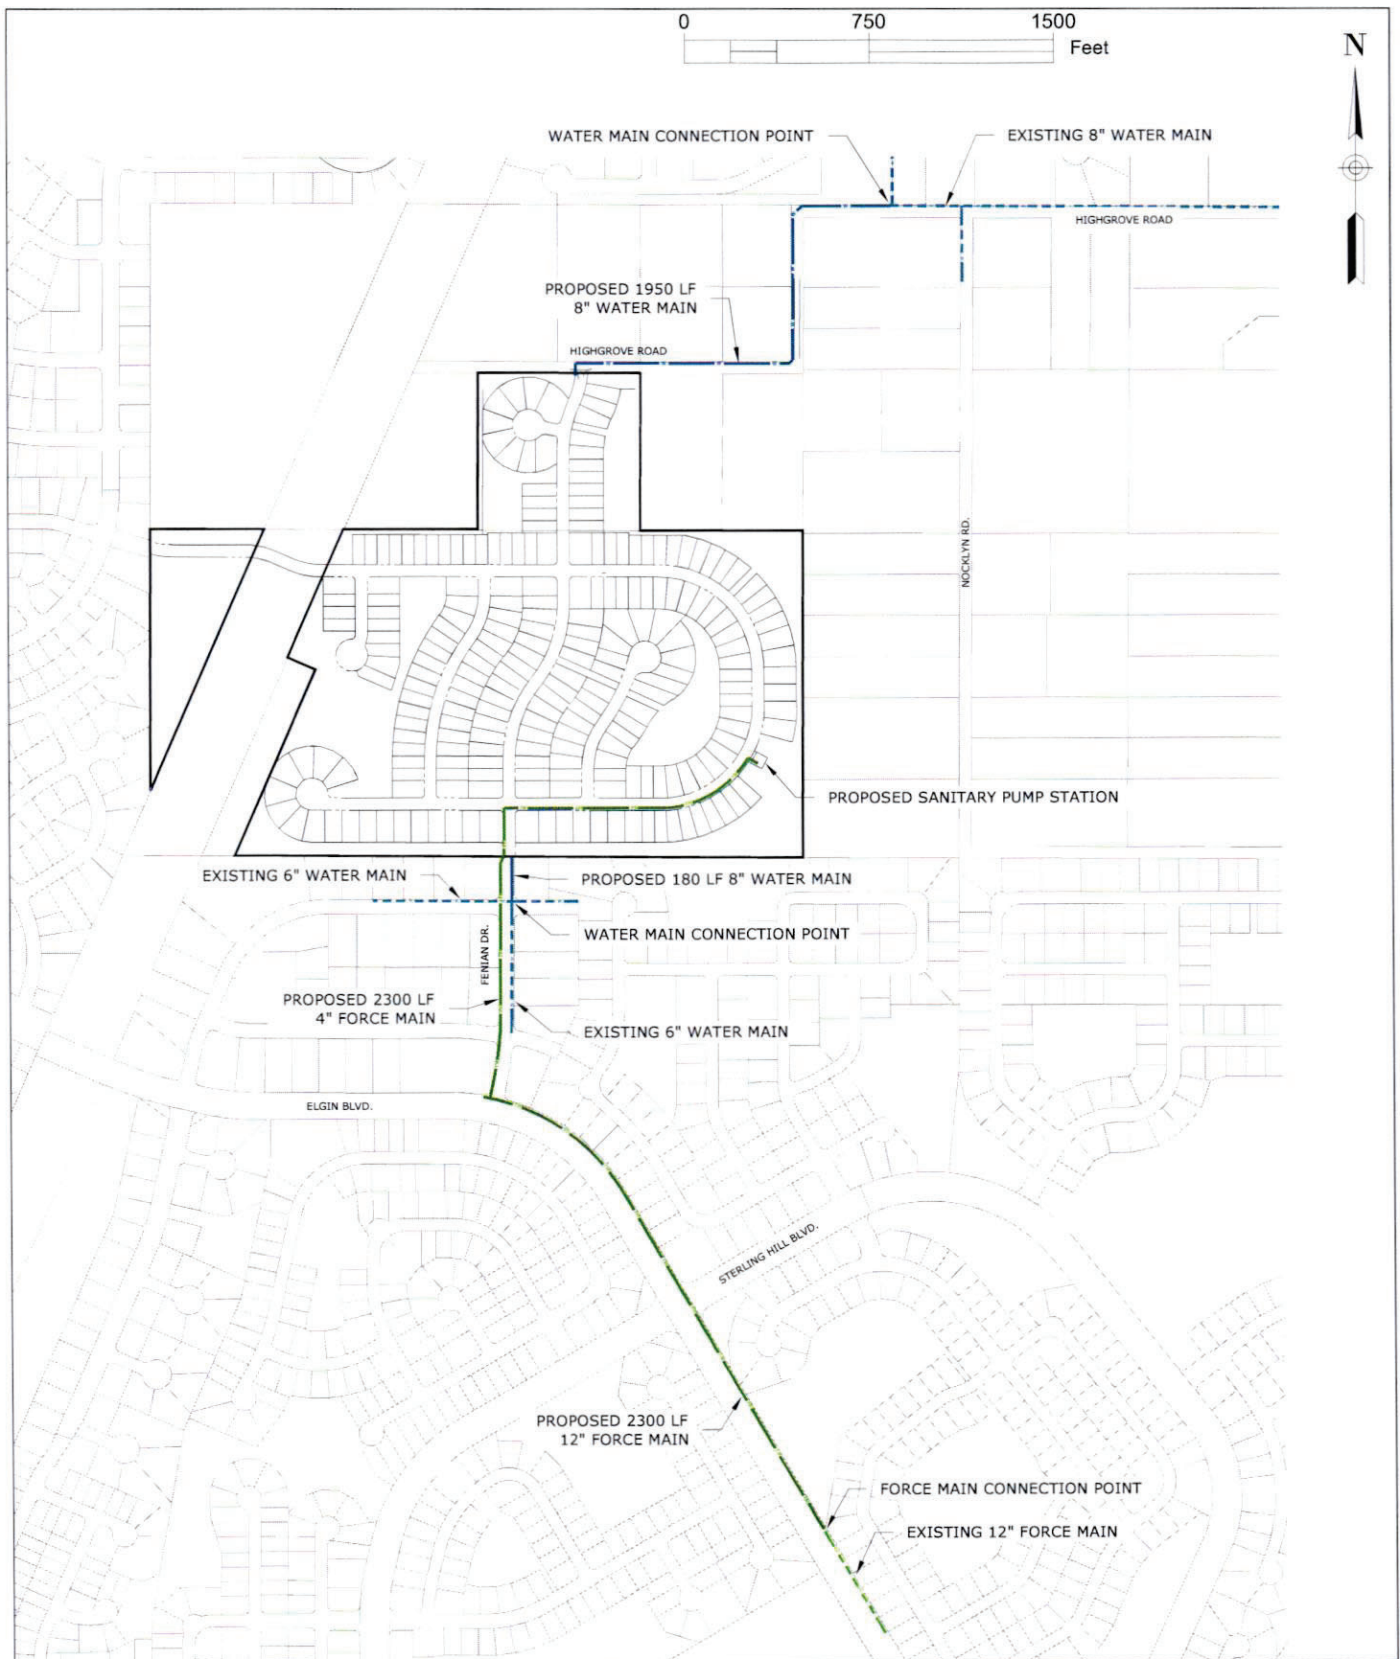 0 750 1500
Feet
N
WATER MAIN CONNECTION POINT
EXISTING 8" WATER MAIN
HIGHGROVE ROAD
PROPOSED 1950 LF
8" WATER MAIN
HIGHGROVE ROAD
NOCKLYN RD.
PROPOSED SANITARY PUMP STATION
EXISTING 6" WATER MAIN
PROPOSED 180 LF 8" WATER MAIN
WATER MAIN CONNECTION POINT
FENIAN DR.
PROPOSED 2300 LF
4" FORCE MAIN
EXISTING 6" WATER MAIN
ELGIN BLVD.
STERLING HILL BLVD.
PROPOSED 2300 LF
12" FORCE MAIN
FORCE MAIN CONNECTION POINT
EXISTING 12" FORCE MAIN